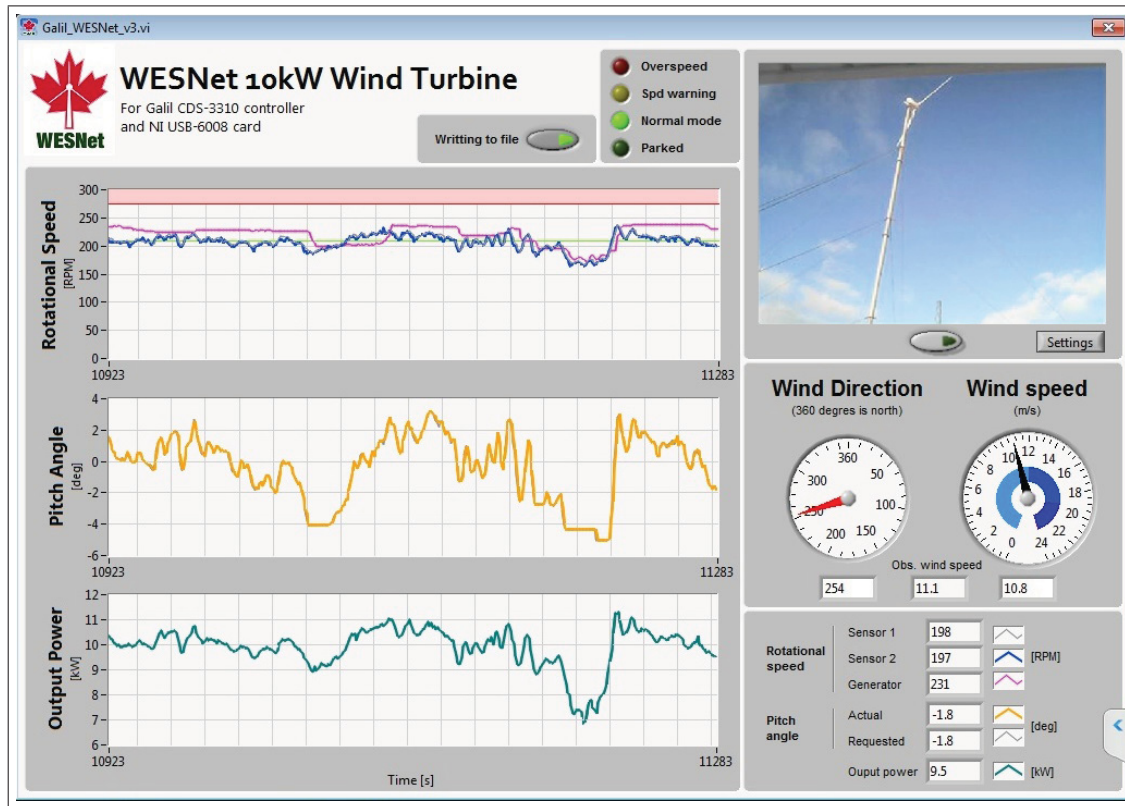 Galil_WESNet_v3.vi
WESNet
WESNet 10kW Wind Turbine
For Galil CDS-3310 controller
and NI USB-6008 card
Writting to file
Overspeed
Spd warning
Normal mode
Parked
Rotational Speed
[RPM]
300
250
200
150
100
50
0
10923
11283
Pitch Angle
[deg]
4
2
0
-2
-4
-6
10923
11283
Output Power
[kW]
12
11
10
9
8
7
6
10923
11283
Time [s]
Settings
Wind Direction
(360 degres is north)
360
50
100
150
200
250
300
Wind speed
(m/s)
0
2
4
6
8
10
12
14
16
18
20
22
24
Obs. wind speed
254
11.1
10.8
Rotational
speed
Sensor 1
198
Sensor 2
197
[RPM]
Generator
231
Pitch
angle
Actual
-1.8
[deg]
Requested
-1.8
Ouput power
9.5
[kW]